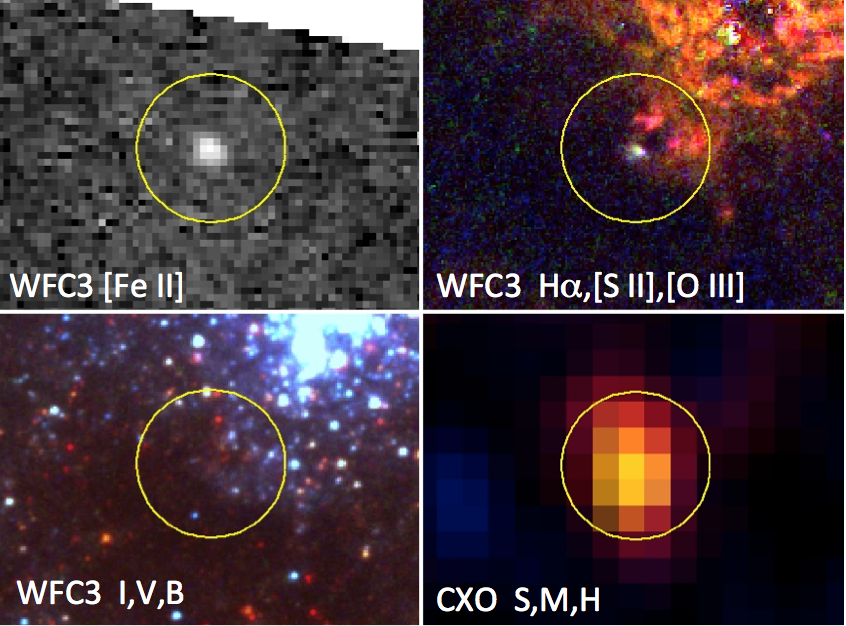 WFC3 [Fe II]
WFC3 Hα,[S II],[O III]
WFC3 I,V,B
CXO S,M,H